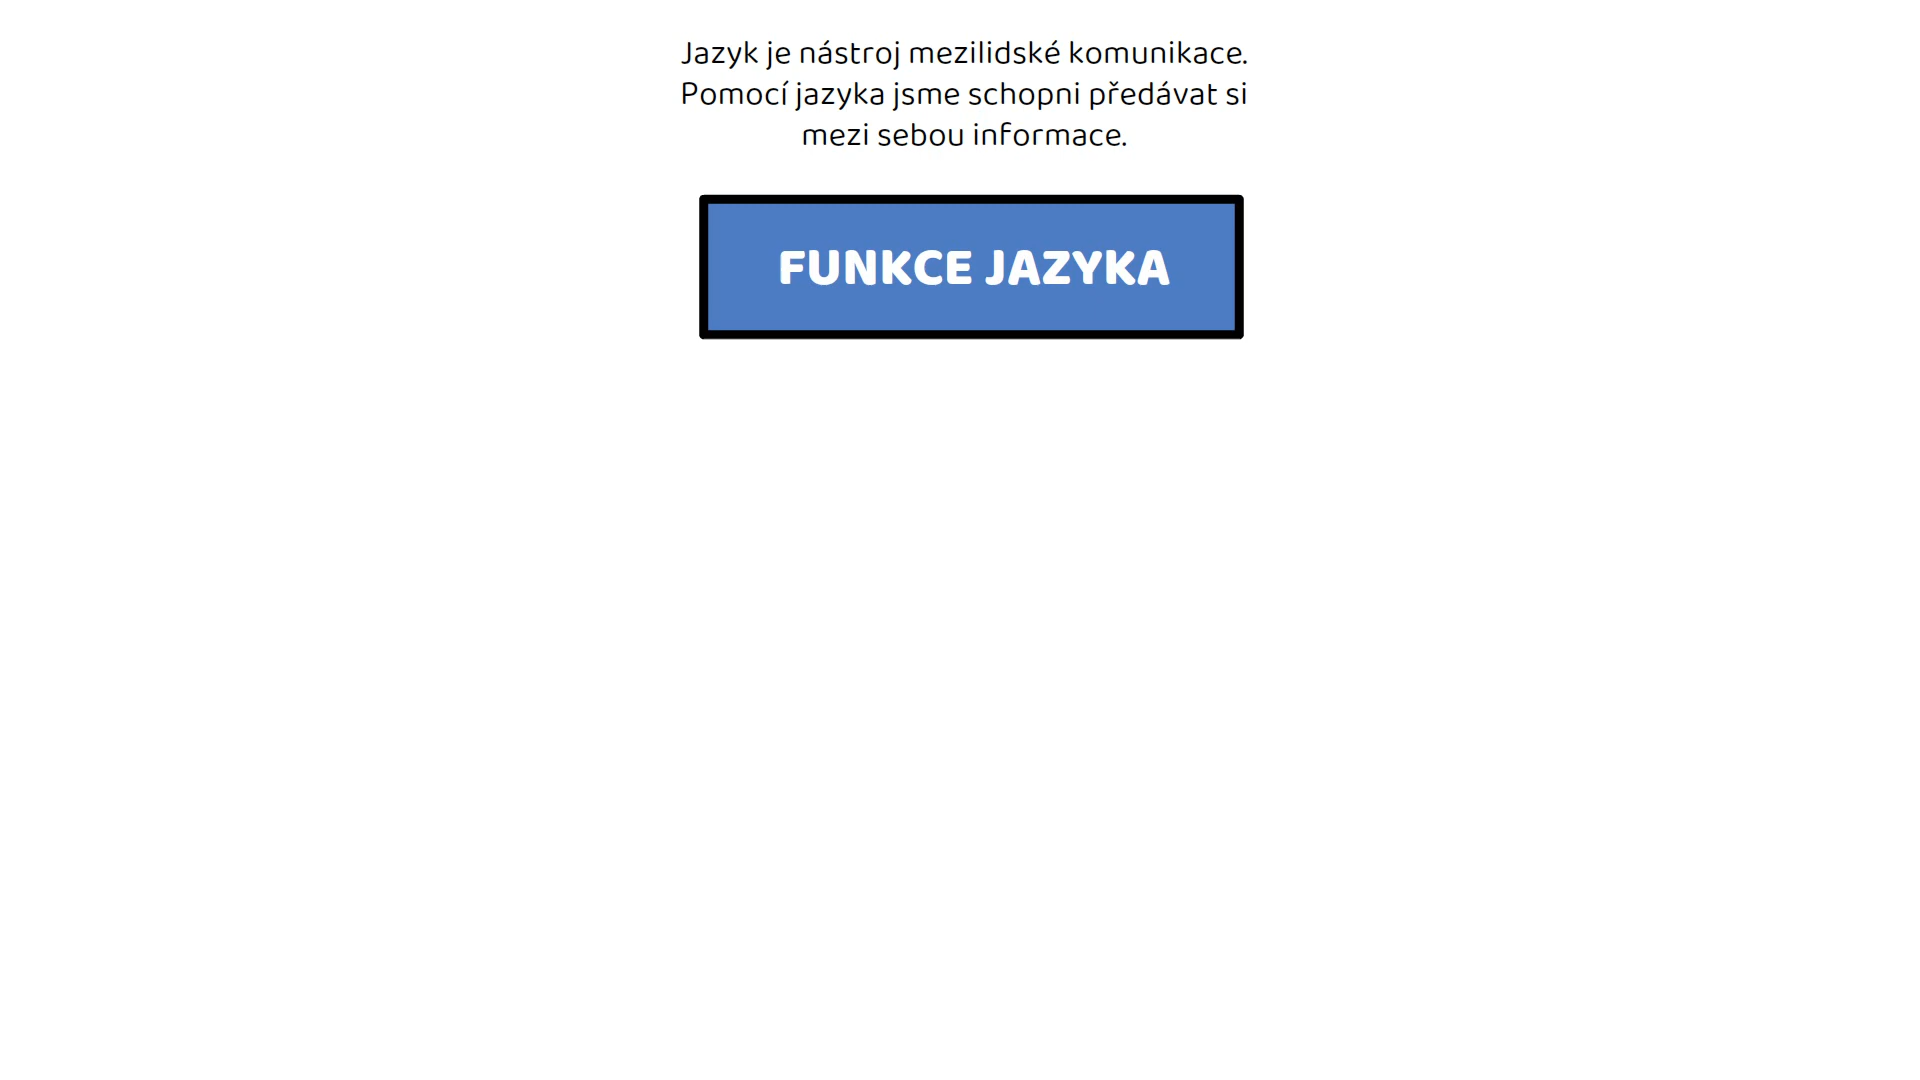 Jazyk je nástroj mezilidské komunikace.
Pomocí jazyka jsme schopni předávat si
mezi sebou informace.
FUNKCE JAZYKA